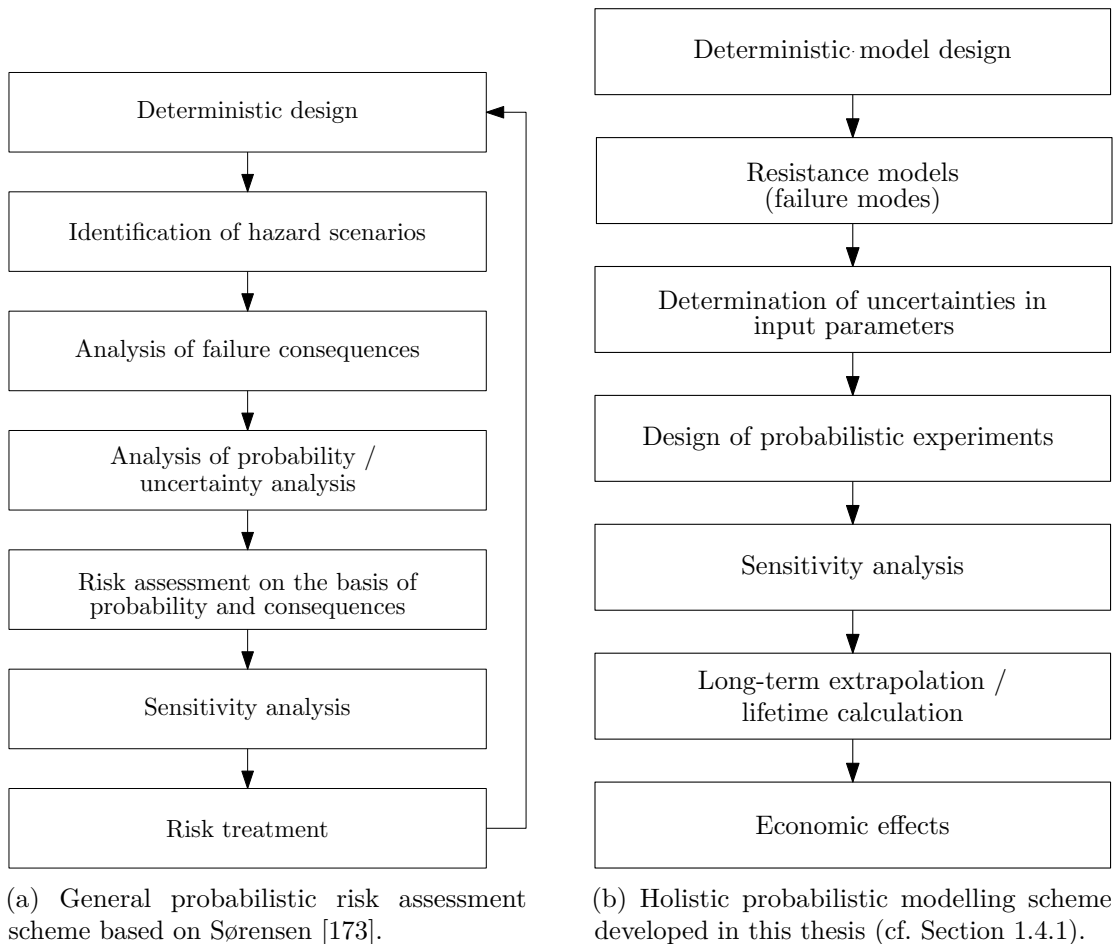 Deterministic design
Identification of hazard scenarios
Analysis of failure consequences
Analysis of probability /
uncertainty analysis
Risk assessment on the basis of
probability and consequences
Sensitivity analysis
Risk treatment
(a) General probabilistic risk assessment
scheme based on Sørensen [173].
Deterministic model design
Resistance models
(failure modes)
Determination of uncertainties in
input parameters
Design of probabilistic experiments
Sensitivity analysis
Long-term extrapolation /
lifetime calculation
Economic effects
(b) Holistic probabilistic modelling scheme
developed in this thesis (cf. Section 1.4.1).